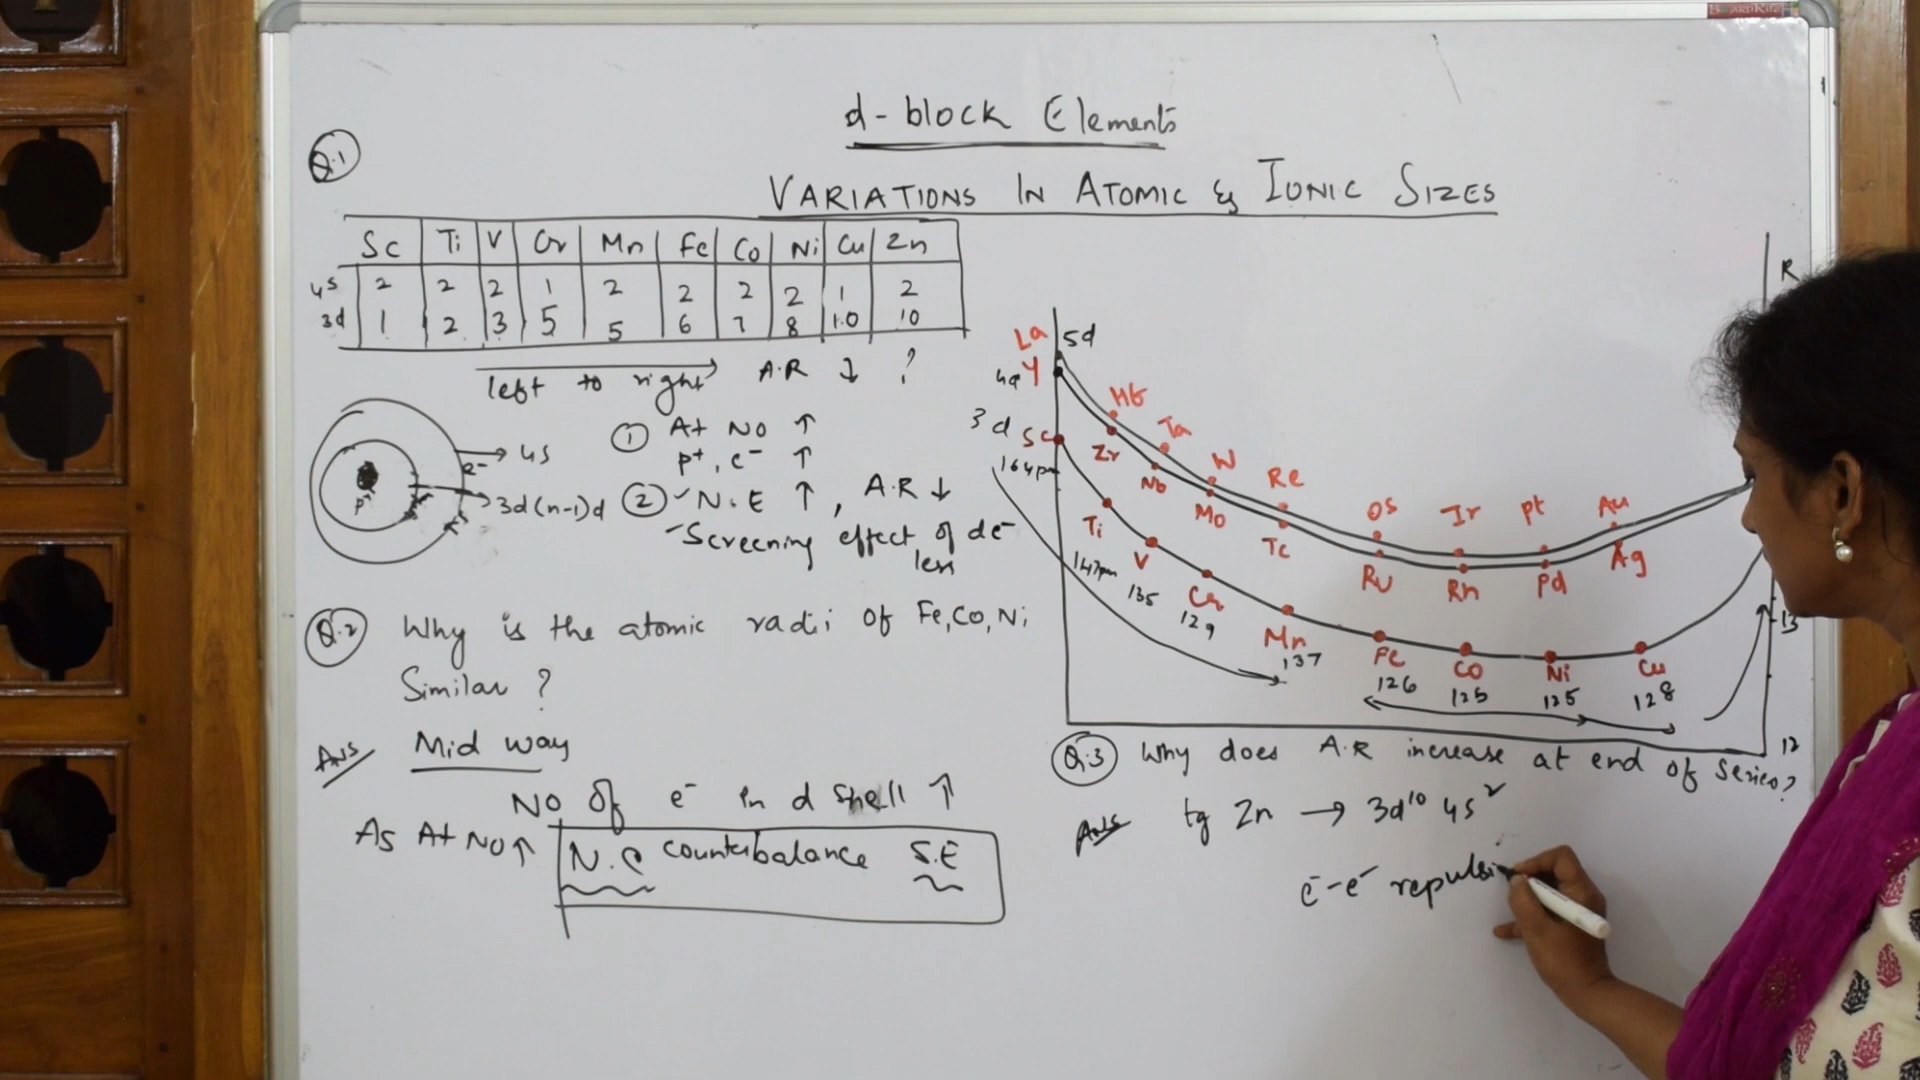 d-block Elements
Q.1
VARIATIONS IN ATOMIC & IONIC SIZES
Sc Ti V Cr Mn Fe Co Ni Cu Zn
4s 2 2 2 1 2 2 2 2 1 2
3d 1 2 3 5 5 6 7 8 10 10
left to right A.R ↓ ?
① At No ↑
p+, e- ↑
② N.E ↑, A.R ↓
Screening effect of d e-
less
e- → 4s
p+ → 3d (n-1)d
Q.2 Why is the atomic radii of Fe, Co, Ni
Similar ?
Ans Mid way
No of e- in d shell ↑
As At No ↑ N.C counterbalance S.E
R
La 5d
4d Y
3d Sc
164pm
Hf Ta W Re Os Ir Pt Au
Zr Nb Mo Tc Ru Rh Pd Ag
Ti V Cr Mn Fe Co Ni Cu
147pm 135 129 137 126 125 125 128
13
12
Q.3 Why does A.R increase at end of series?
Ans eg Zn → 3d10 4s2
e- - e- repulsi